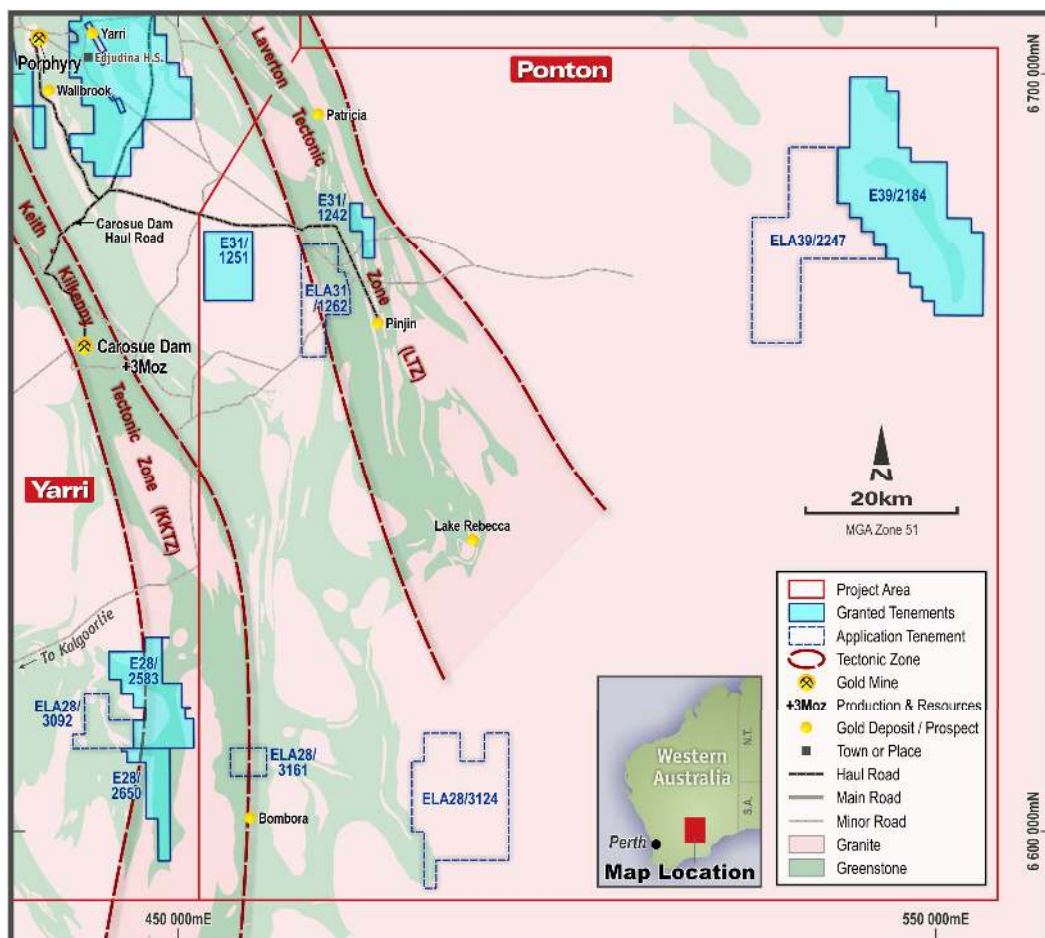 Yarri
Edjudina H.S.
Porphyry
Wallbrook
Laverton
Tectonic
Zone
(LTZ)
Ponton
Patricia
6 700 000mN
E39/2184
ELA39/2247
E31/
1242
Carosue Dam
Haul Road
E31/
1251
ELA31
/1262
Keith -
Kilkenny
Tectonic
Zone
(KKTZ)
Pinjin
Carosue Dam
+3Moz
N
20km
MGA Zone 51
Yarri
Lake Rebecca
To Kalgoorlie
E28/
2583
ELA28/
3092
E28/
2650
ELA28/
3161
ELA28/3124
Bombora
Western
Australia
N.T.
S.A.
Perth
Map Location
Project Area
Granted Tenements
Application Tenement
Tectonic Zone
Gold Mine
+3Moz Production & Resources
Gold Deposit / Prospect
Town or Place
Haul Road
Main Road
Minor Road
Granite
Greenstone
6 600 000mN
450 000mE
550 000mE